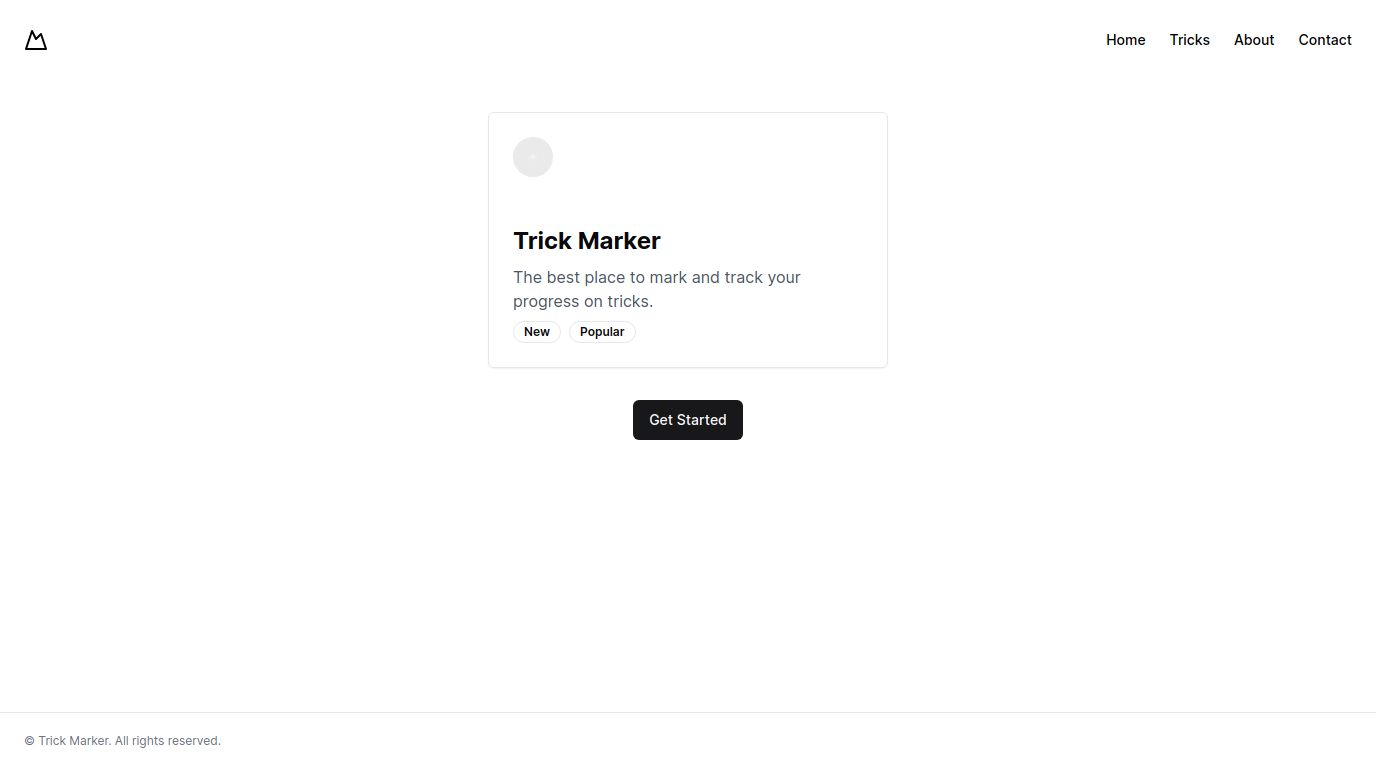 Home Tricks About Contact
Trick Marker
The best place to mark and track your
progress on tricks.
New Popular
Get Started
© Trick Marker. All rights reserved.